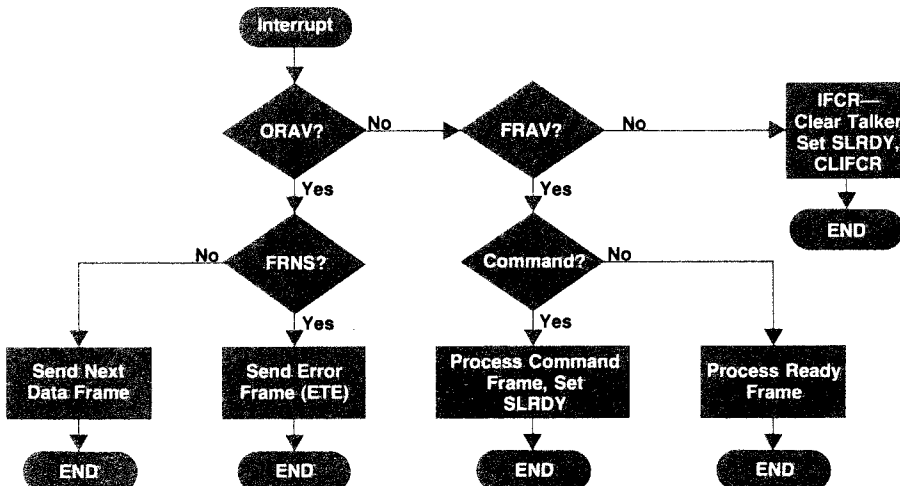 Interrupt
ORAV?
No
FRAV?
No
IFCR—
Clear Talker
Set SLRDY,
CLIFCR
Yes
Yes
END
No
FRNS?
Command?
No
Yes
Yes
Send Next
Data Frame
Send Error
Frame (ETE)
Process Command
Frame, Set
SLRDY
Process Ready
Frame
END
END
END
END